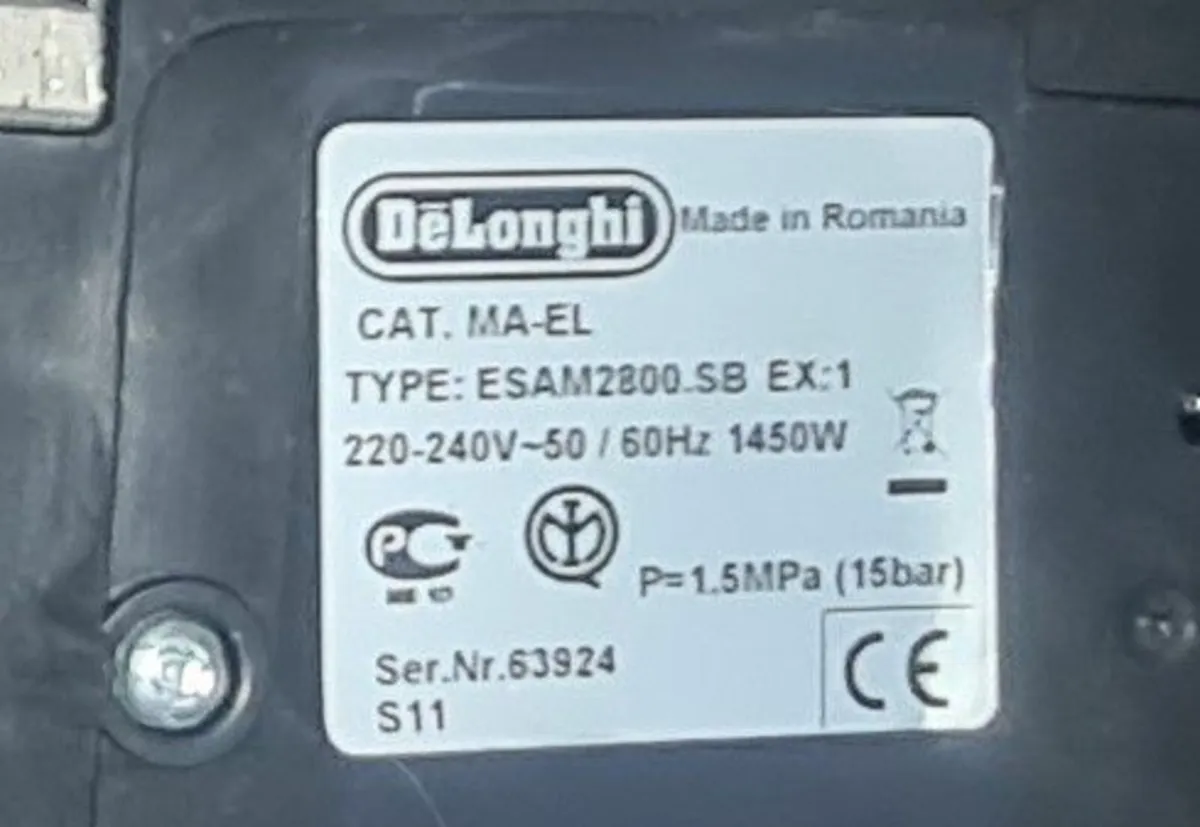 DēLonghi Made in Romania
CAT. MA-EL
TYPE: ESAM2800.SB EX:1
220-240V~50 / 60Hz 1450W
P=1.5MPa (15bar)
Ser.Nr.63924
S11
CE